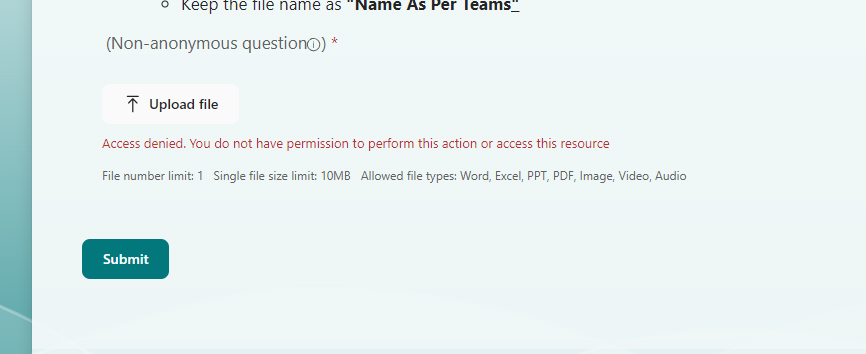 Keep the file name as "Name As Per Teams"
(Non-anonymous question) *
Upload file
Access denied. You do not have permission to perform this action or access this resource
File number limit: 1 Single file size limit: 10MB Allowed file types: Word, Excel, PPT, PDF, Image, Video, Audio
Submit